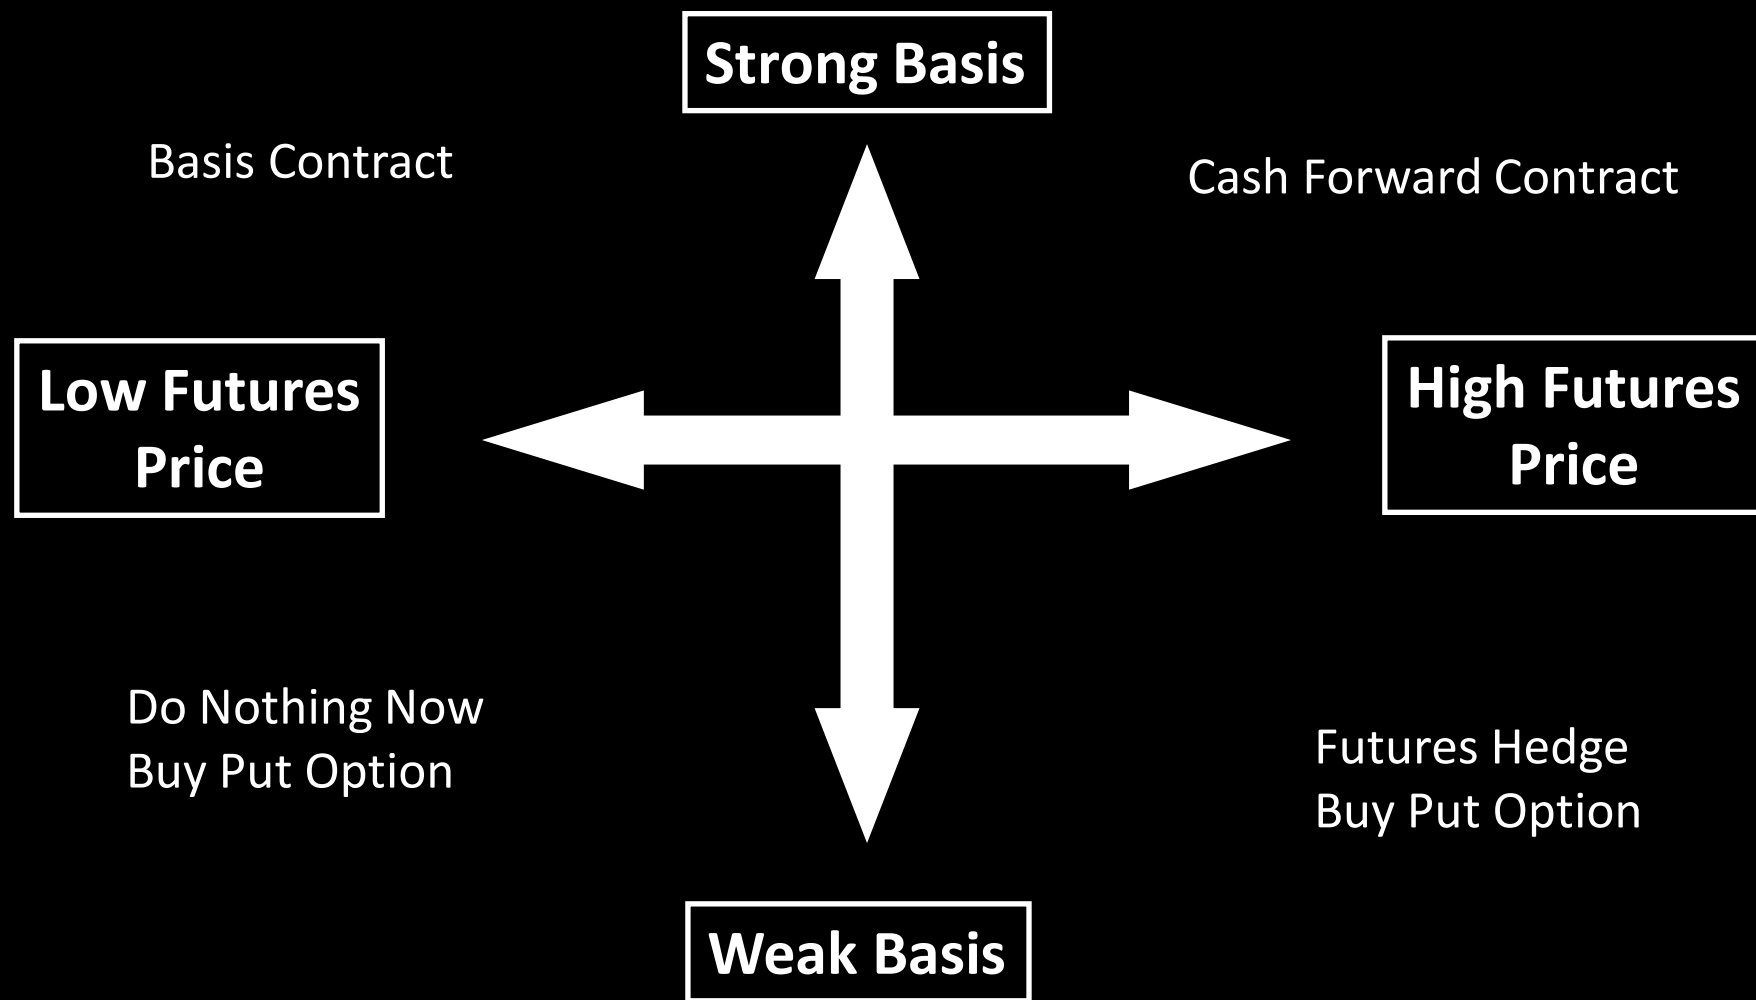 Strong Basis
Basis Contract
Cash Forward Contract
Low Futures
Price
High Futures
Price
Do Nothing Now
Buy Put Option
Futures Hedge
Buy Put Option
Weak Basis